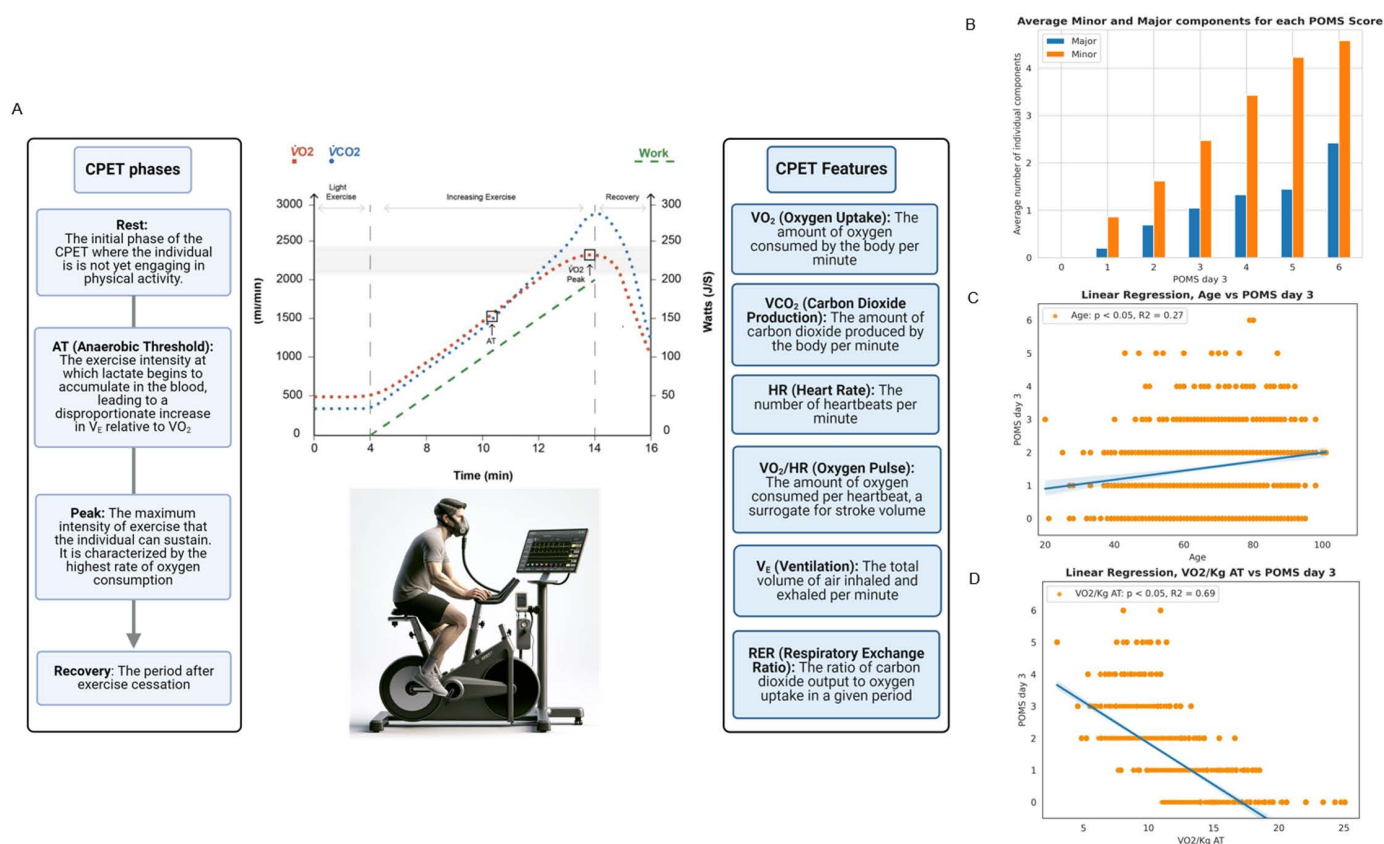 A
CPET phases
Rest:
The initial phase of the
CPET where the individual
is is not yet engaging in
physical activity.
AT (Anaerobic Threshold):
The exercise intensity at
which lactate begins to
accumulate in the blood,
leading to a
disproportionate increase
in VE relative to VO2
Peak: The maximum
intensity of exercise that
the individual can sustain.
It is characterized by the
highest rate of oxygen
consumption
Recovery: The period after
exercise cessation
V̇O2 V̇CO2 Work
Light
Exercise
Increasing Exercise
Recovery
3000
2500
2000
1500
1000
500
0
(ml/min)
300
250
200
150
100
50
0
Watts (J/S)
AT
V̇O2
Peak
0 4 8 10 12 14 16
Time (min)
CPET Features
VO2 (Oxygen Uptake): The
amount of oxygen
consumed by the body per
minute
VCO2 (Carbon Dioxide
Production): The amount of
carbon dioxide produced by
the body per minute
HR (Heart Rate): The
number of heartbeats per
minute
VO2/HR (Oxygen Pulse):
The amount of oxygen
consumed per heartbeat, a
surrogate for stroke volume
VE (Ventilation): The total
volume of air inhaled and
exhaled per minute
RER (Respiratory Exchange
Ratio): The ratio of carbon
dioxide output to oxygen
uptake in a given period
B
Average Minor and Major components for each POMS Score
Major
Minor
Average number of individual components
4
3
2
1
0
0 1 2 3 4 5 6
POMS day 3
C
Linear Regression, Age vs POMS day 3
Age: p < 0.05, R2 = 0.27
POMS day 3
6
5
4
3
2
1
0
20 40 60 80 100
Age
D
Linear Regression, VO2/Kg AT vs POMS day 3
VO2/Kg AT: p < 0.05, R2 = 0.69
POMS day 3
6
5
4
3
2
1
0
5 10 15 20 25
VO2/Kg AT